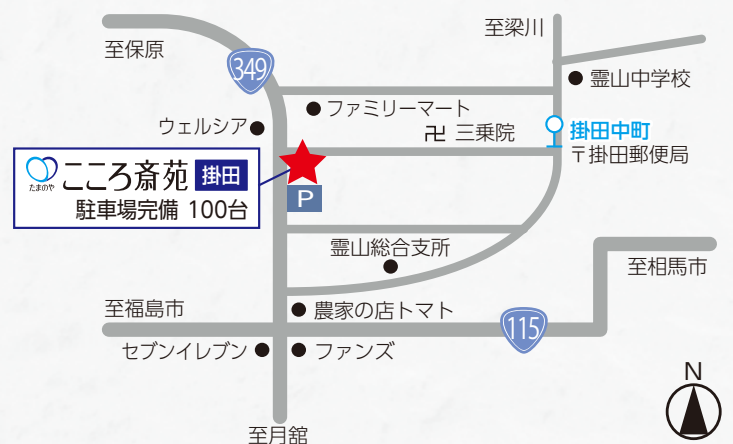 至梁川
至保原
349
霊山中学校
ファミリーマート
ウェルシア
卍 三乗院
掛田中町
〒掛田郵便局
たまのや
こころ斎苑 掛田
駐車場完備 100台
P
霊山総合支所
至相馬市
至福島市
農家の店トマト
115
セブンイレブン
ファンズ
N
至月舘